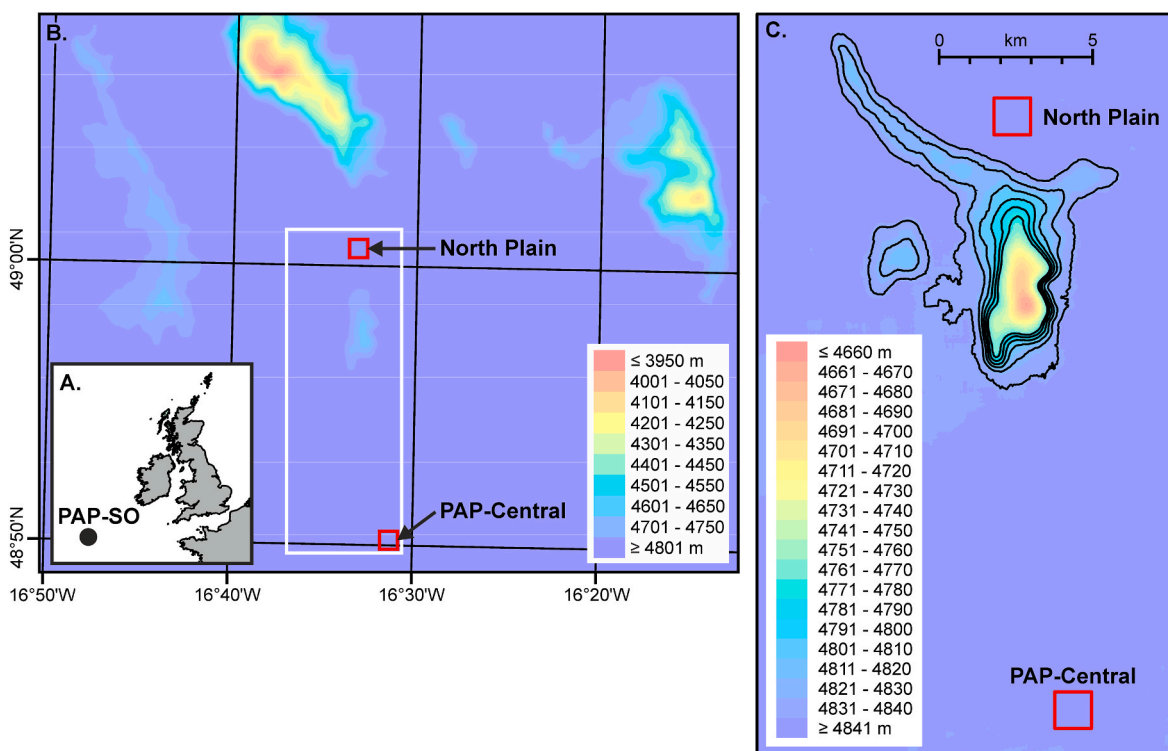 B.
North Plain
PAP-Central
49°00'N
48°50'N
16°50'W
16°40'W
16°30'W
16°20'W
≤ 3950 m
4001 - 4050
4101 - 4150
4201 - 4250
4301 - 4350
4401 - 4450
4501 - 4550
4601 - 4650
4701 - 4750
≥ 4801 m
A.
PAP-SO
C.
0
km
5
North Plain
≤ 4660 m
4661 - 4670
4671 - 4680
4681 - 4690
4691 - 4700
4701 - 4710
4711 - 4720
4721 - 4730
4731 - 4740
4741 - 4750
4751 - 4760
4761 - 4770
4771 - 4780
4781 - 4790
4791 - 4800
4801 - 4810
4811 - 4820
4821 - 4830
4831 - 4840
≥ 4841 m
PAP-Central